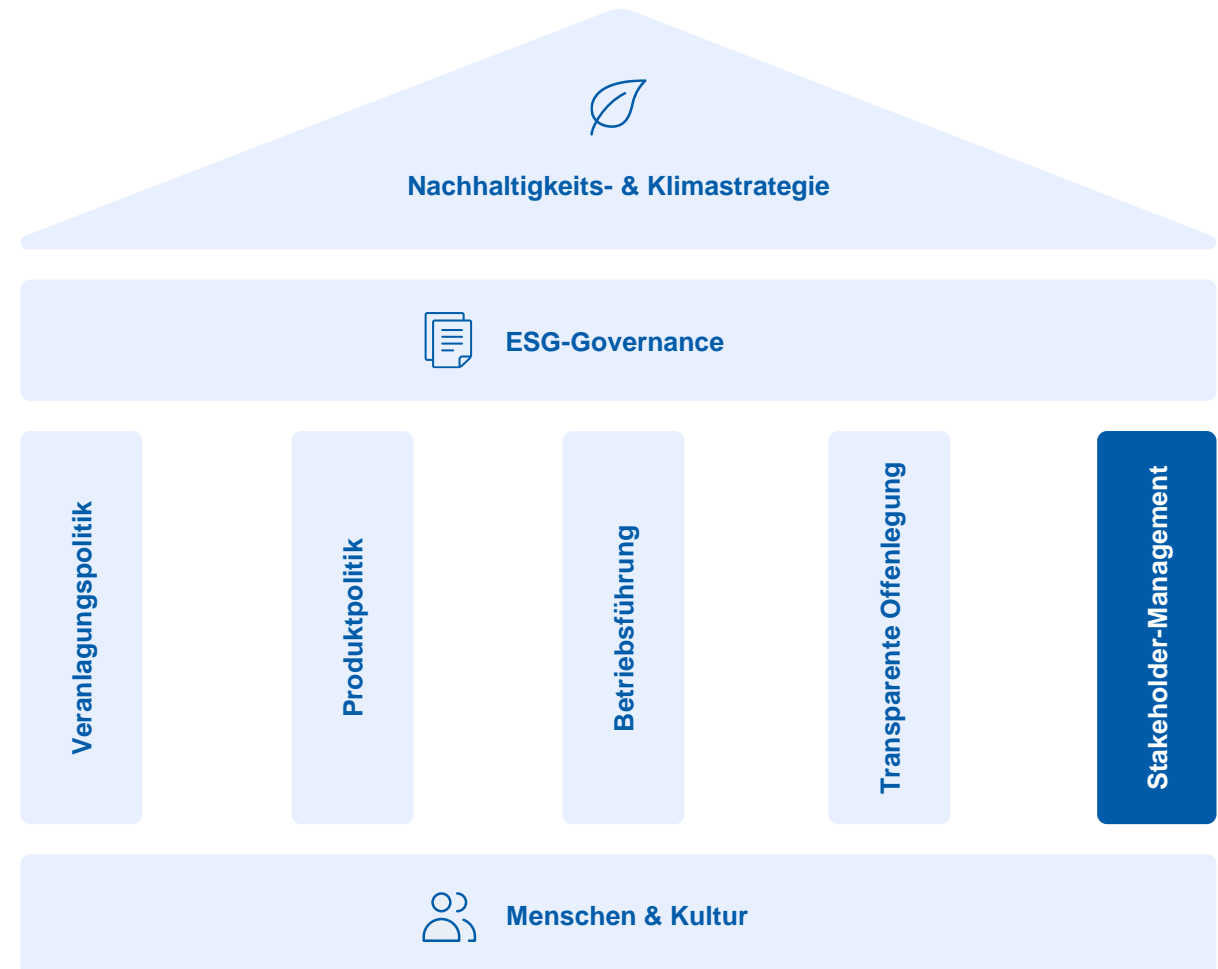 Nachhaltigkeits- & Klimastrategie
ESG-Governance
Veranlagungspolitik
Produktpolitik
Betriebsführung
Transparente Offenlegung
Stakeholder-Management
Menschen & Kultur